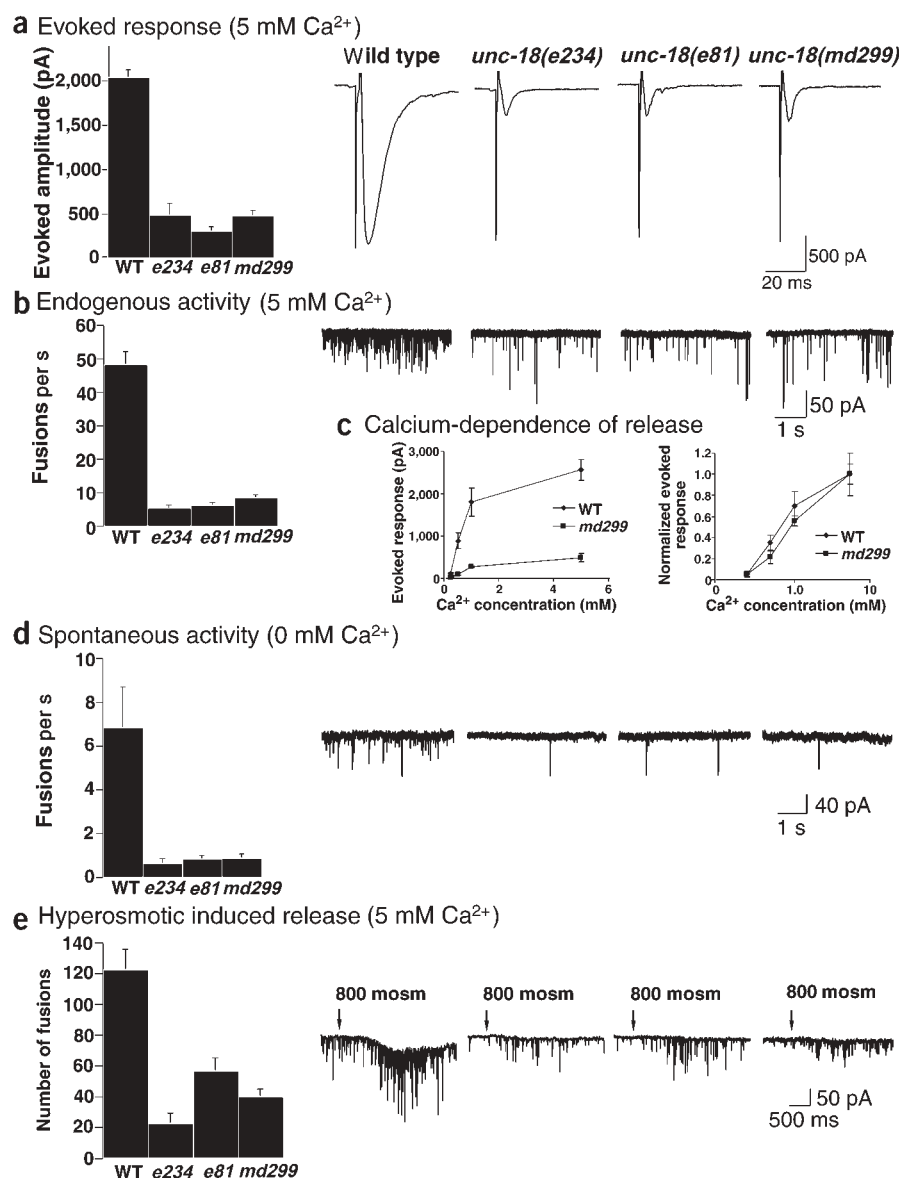 a Evoked response (5 mM Ca²⁺)
Evoked amplitude (pA)
2,000
1,500
1,000
500
0
WT e234 e81 md299
Wild type unc-18(e234) unc-18(e81) unc-18(md299)
500 pA
20 ms
b Endogenous activity (5 mM Ca²⁺)
Fusions per s
60
50
40
30
20
10
0
WT e234 e81 md299
50 pA
1 s
c Calcium-dependence of release
Evoked response (pA)
3,000
2,000
1,000
0
0 2 4 6
Ca²⁺ concentration (mM)
WT
md299
Normalized evoked
response
1.2
1.0
0.8
0.6
0.4
0.2
0
1.0 10
Ca²⁺ concentration (mM)
WT
md299
d Spontaneous activity (0 mM Ca²⁺)
Fusions per s
10
8
6
4
2
0
WT e234 e81 md299
40 pA
1 s
e Hyperosmotic induced release (5 mM Ca²⁺)
Number of fusions
140
120
100
80
60
40
20
0
WT e234 e81 md299
800 mosm 800 mosm 800 mosm 800 mosm
50 pA
500 ms